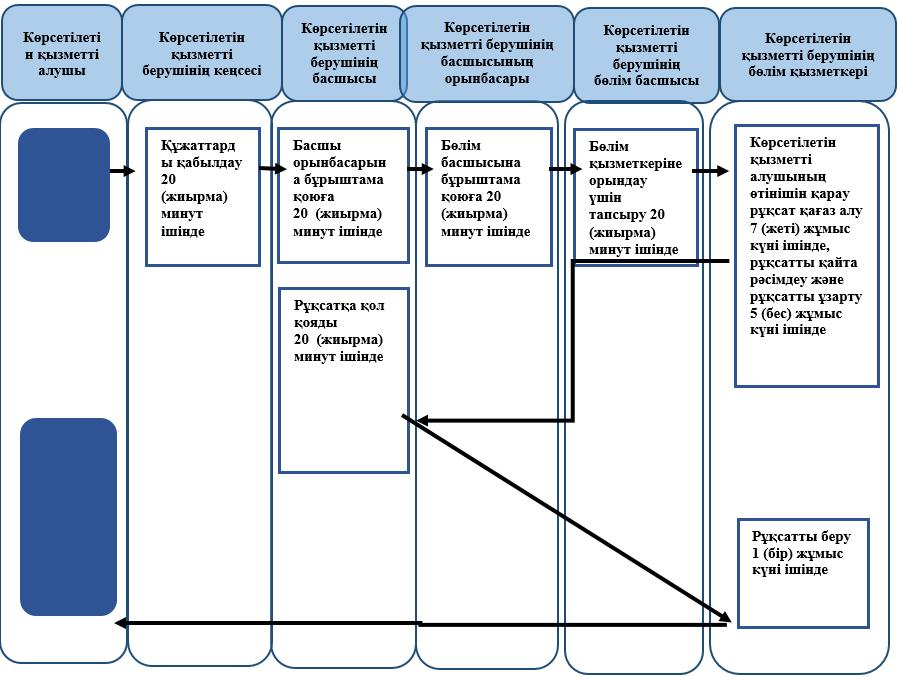 Көрсетілеті
н қызметті
алушы
Көрсетілетін
қызметті
берушінің кеңсесі
Көрсетілетін
қызметті
берушінің
басшысы
Көрсетілетін
қызметті берушінің
басшысының
орынбасары
Көрсетілетін
қызметті
берушінің
бөлім басшысы
Көрсетілетін
қызметті берушінің
бөлім қызметкері
Құжаттард
ы қабылдау
20
(жиырма)
минут
ішінде
Басшы
орынбасарын
а бұрыштама
қоюға
20 (жиырма)
минут ішінде
Бөлім
басшысына
бұрыштама
қоюға 20
(жиырма)
минут ішінде
Бөлім
қызметкеріне
орындау
үшін
тапсыру 20
(жиырма)
минут ішінде
Көрсетілетін
қызметті
алушының
өтінішін қарау
рұқсат қағаз алу
7 (жеті) жұмыс
күні ішінде,
рұқсатты қайта
рәсімдеу және
рұқсатты ұзарту
5 (бес) жұмыс
күні ішінде
Рұқсатқа қол
қояды
20 (жиырма)
минут ішінде
Рұқсатты беру
1 (бір) жұмыс
күні ішінде